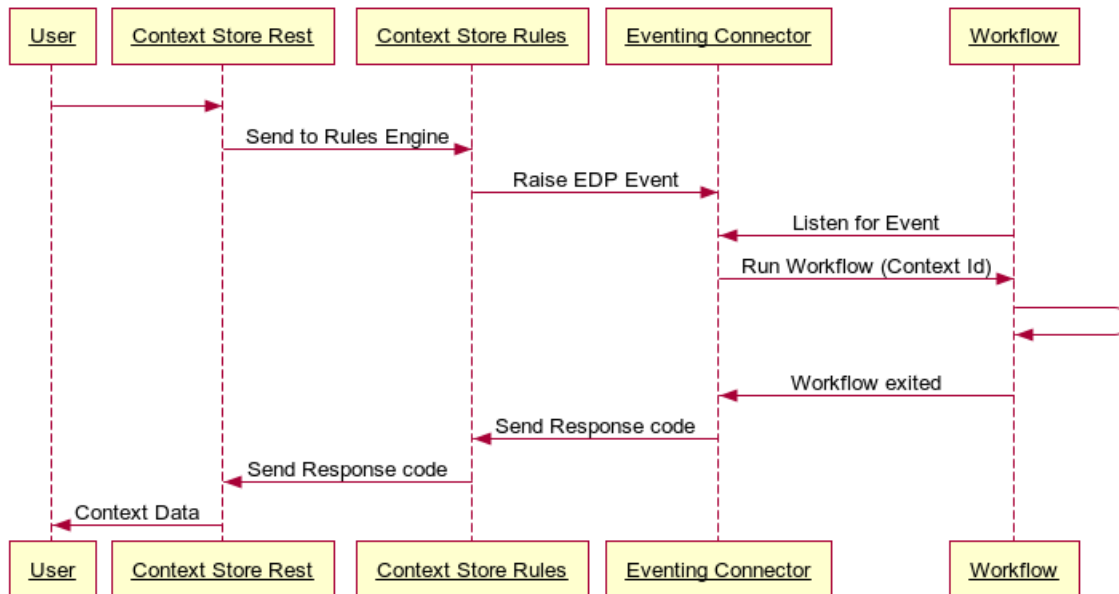 User
Context Store Rest
Context Store Rules
Eventing Connector
Workflow
Send to Rules Engine
Raise EDP Event
Listen for Event
Run Workflow (Context Id)
Workflow exited
Send Response code
Send Response code
Context Data
User
Context Store Rest
Context Store Rules
Eventing Connector
Workflow